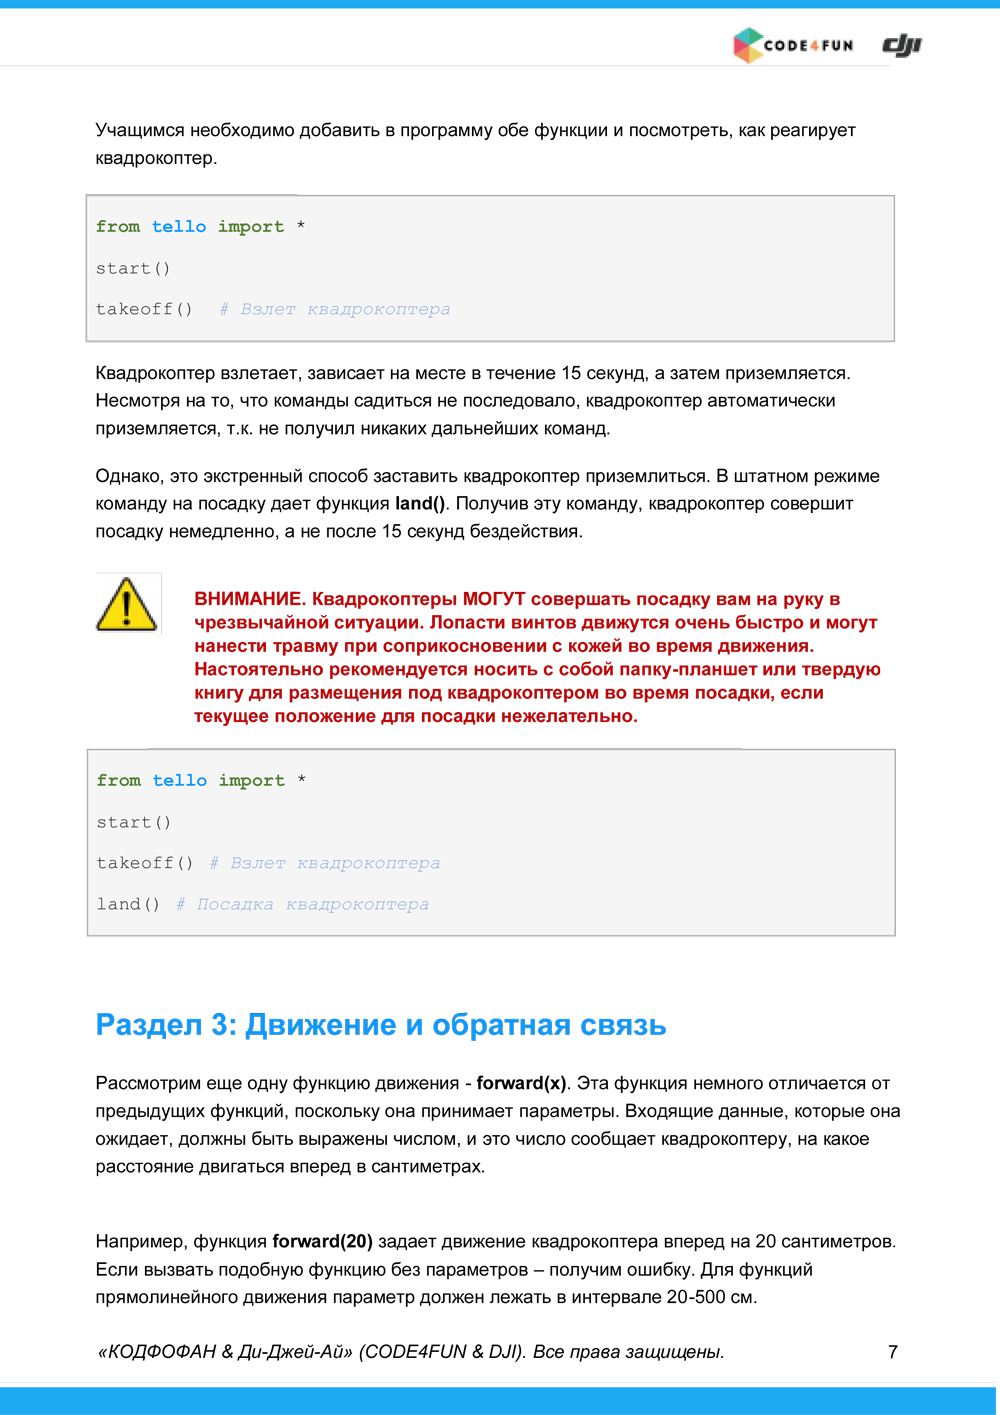 CODE4FUN dji
Учащимся необходимо добавить в программу обе функции и посмотреть, как реагирует
квадрокоптер.
from tello import *
start()
takeoff()  # Взлет квадрокоптера
Квадрокоптер взлетает, зависает на месте в течение 15 секунд, а затем приземляется.
Несмотря на то, что команды садиться не последовало, квадрокоптер автоматически
приземляется, т.к. не получил никаких дальнейших команд.
Однако, это экстренный способ заставить квадрокоптер приземлиться. В штатном режиме
команду на посадку дает функция land(). Получив эту команду, квадрокоптер совершит
посадку немедленно, а не после 15 секунд бездействия.
ВНИМАНИЕ. Квадрокоптеры МОГУТ совершать посадку вам на руку в
чрезвычайной ситуации. Лопасти винтов движутся очень быстро и могут
нанести травму при соприкосновении с кожей во время движения.
Настоятельно рекомендуется носить с собой папку-планшет или твердую
книгу для размещения под квадрокоптером во время посадки, если
текущее положение для посадки нежелательно.
from tello import *
start()
takeoff() # Взлет квадрокоптера
land() # Посадка квадрокоптера
Раздел 3: Движение и обратная связь
Рассмотрим еще одну функцию движения - forward(x). Эта функция немного отличается от
предыдущих функций, поскольку она принимает параметры. Входящие данные, которые она
ожидает, должны быть выражены числом, и это число сообщает квадрокоптеру, на какое
расстояние двигаться вперед в сантиметрах.
Например, функция forward(20) задает движение квадрокоптера вперед на 20 сантиметров.
Если вызвать подобную функцию без параметров – получим ошибку. Для функций
прямолинейного движения параметр должен лежать в интервале 20-500 см.
«КОДФОФАН & Ди-Джей-Ай» (CODE4FUN & DJI). Все права защищены. 7